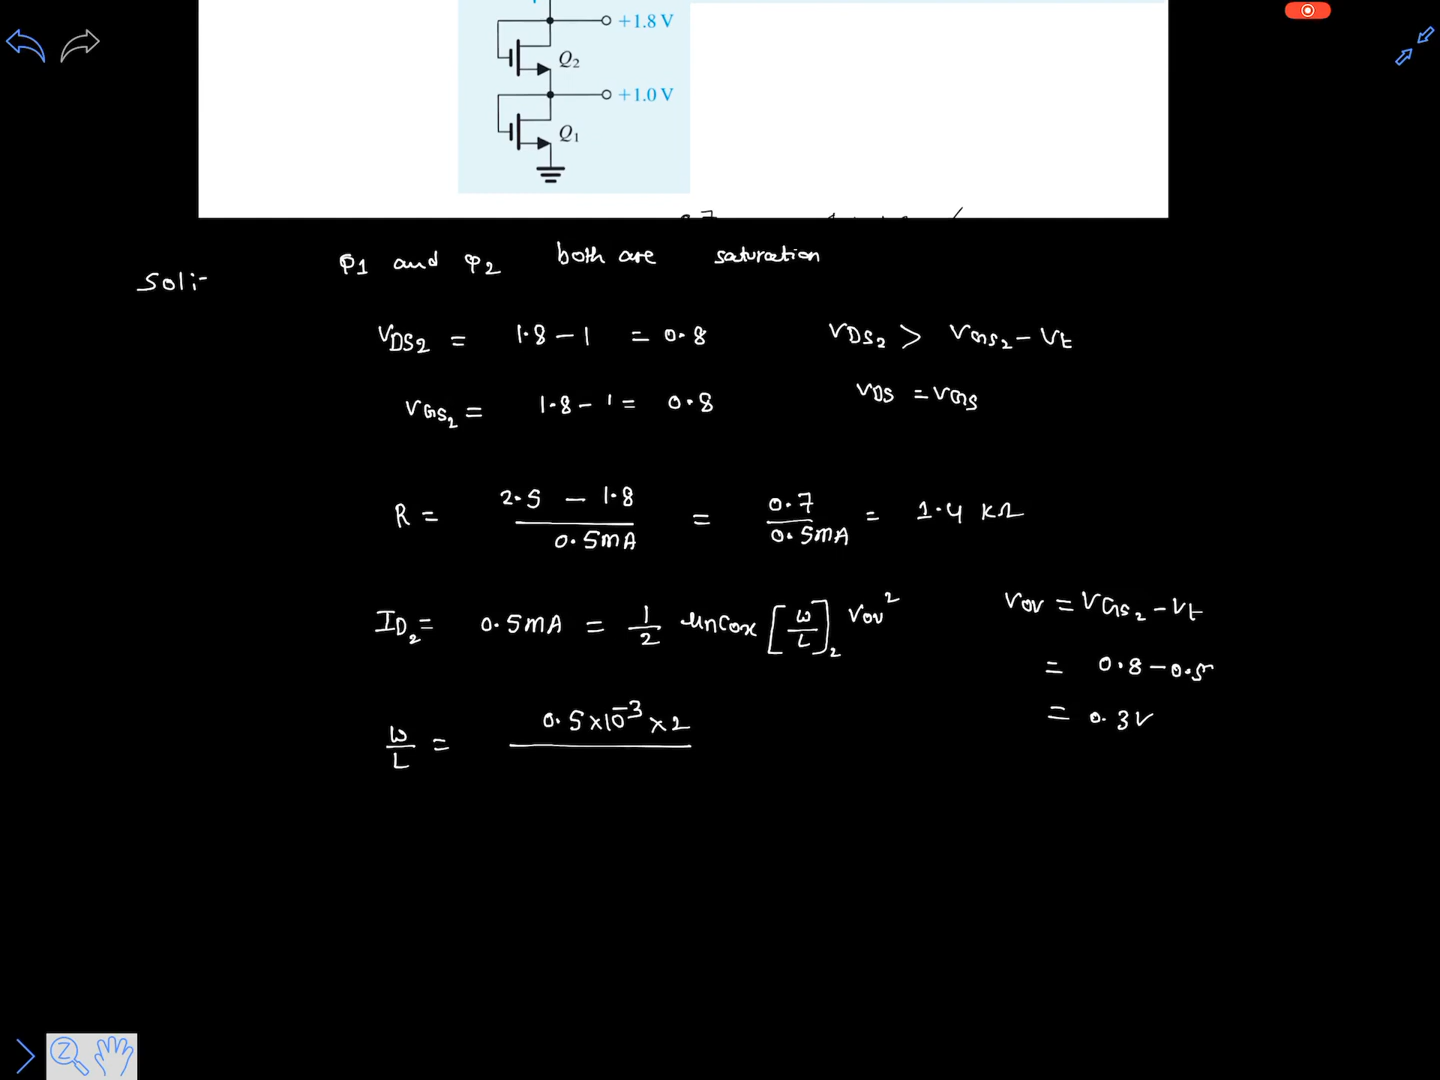 +1.8 V
Q2
+1.0 V
Q1
Sol:- Q1 and Q2 both are saturation
VDS2 = 1.8 - 1 = 0.8 VDS2 > VGS2 - Vt
VGS2 = 1.8 - 1 = 0.8 VDS = VGS
R = 2.5 - 1.8 / 0.5mA = 0.7 / 0.5mA = 1.4 kΩ
ID2 = 0.5mA = 1/2 unCox [W/L]2 Vov² Vov = VGS2 - Vt
= 0.8 - 0.5
= 0.3V
W/L = 0.5×10⁻³ × 2
Z